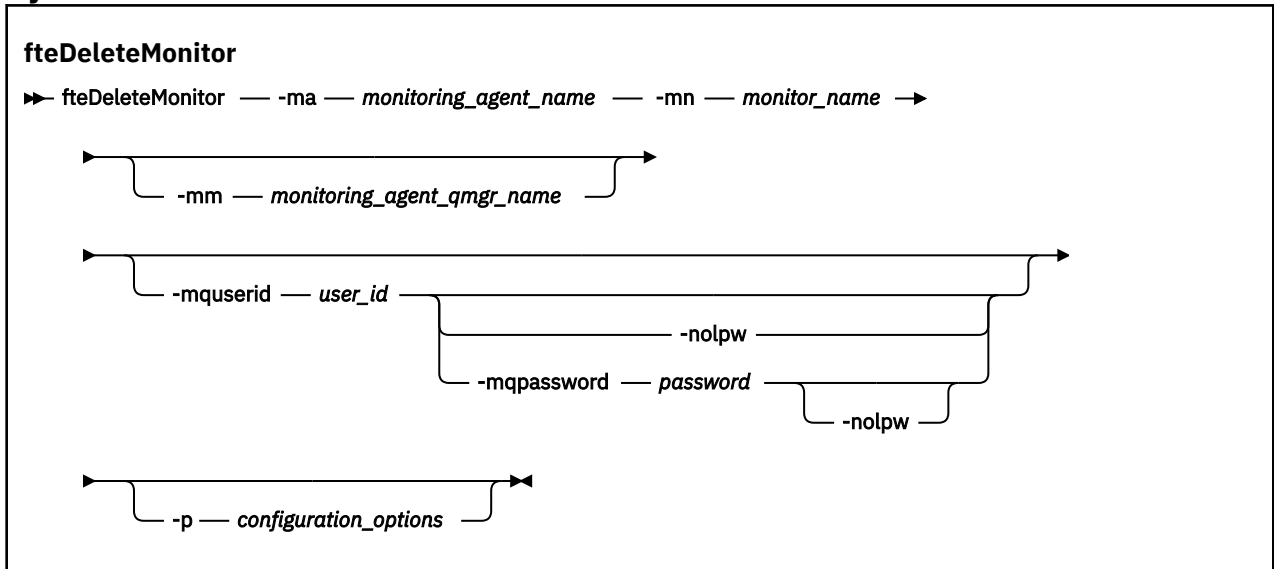 fteDeleteMonitor
fteDeleteMonitor -ma monitoring_agent_name -mn monitor_name
-mm monitoring_agent_qmgr_name
-mquserid user_id
-nolpw
-mqpassword password
-nolpw
-p configuration_options